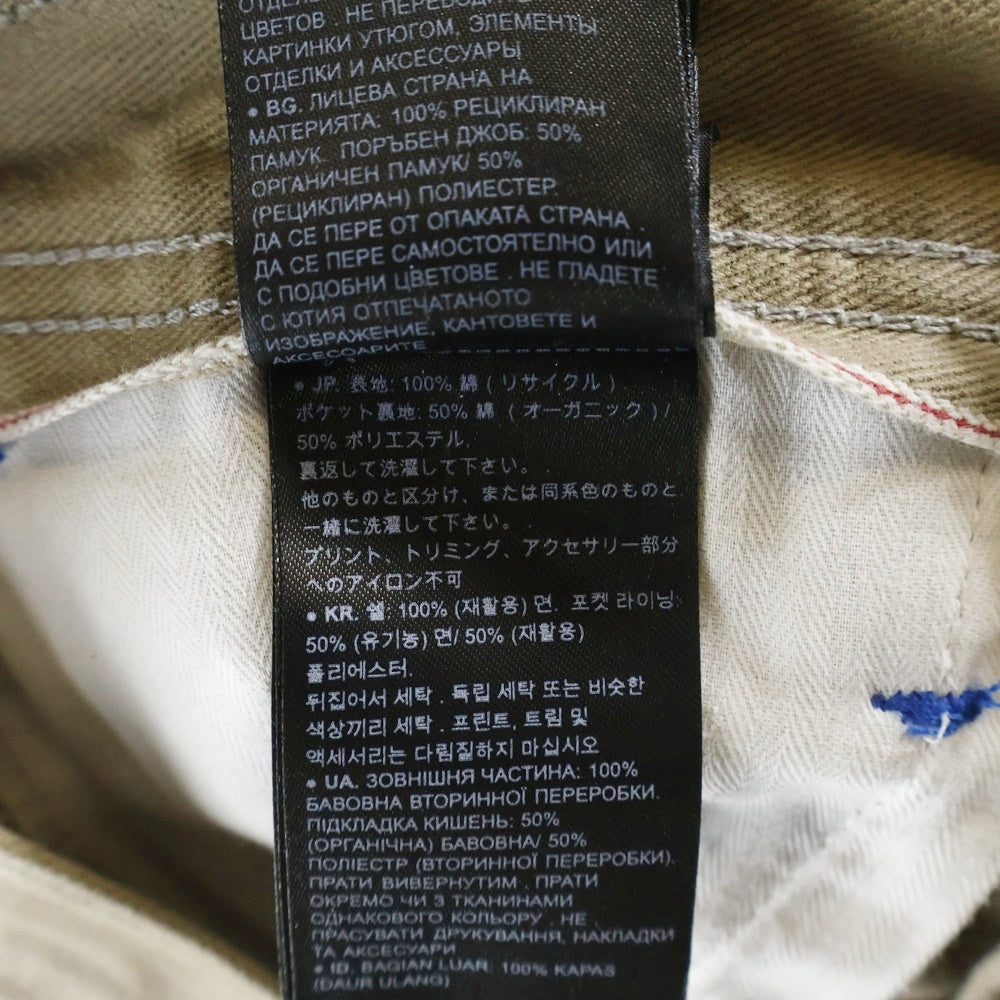 ЦВЕТОВ НЕ ПЕРЕВОД
КАРТИНКИ УТЮГОМ, ЭЛЕМЕНТЫ
ОТДЕЛКИ И АКСЕССУАРЫ
• BG. ЛИЦЕВА СТРАНА НА
МАТЕРИЯТА: 100% РЕЦИКЛИРАН
ПАМУК. ПОРЪБЕН ДЖОБ: 50%
ОРГАНИЧЕН ПАМУК/ 50%
(РЕЦИКЛИРАН) ПОЛИЕСТЕР
ДА СЕ ПЕРЕ ОТ ОПАКАТА СТРАНА .
ДА СЕ ПЕРЕ САМОСТОЯТЕЛНО ИЛИ
С ПОДОБНИ ЦВЕТОВЕ . НЕ ГЛАДЕТЕ
С ЮТИЯ ОТПЕЧАТАНОТО
ИЗОБРАЖЕНИЕ, КАНТОВЕТЕ И
АКСЕСОАРИТЕ
• JP. 表地: 100% 綿 ( リサイクル )
ポケット裏地: 50% 綿 ( オーガニック ) /
50% ポリエステル.
裏返して洗濯して下さい。
他のものと区分け、または同系色のものと
一緒に洗濯して下さい。
プリント、トリミング、アクセサリー部分
へのアイロン不可
• KR. 쉘: 100% (재활용) 면. 포켓 라이닝:
50% (유기농) 면/ 50% (재활용)
폴리에스터.
뒤집어서 세탁 . 독립 세탁 또는 비슷한
색상끼리 세탁 . 프린트, 트림 및
액세서리는 다림질하지 마십시오
• UA. ЗОВНІШНЯ ЧАСТИНА: 100%
БАВОВНА ВТОРИННОЇ ПЕРЕРОБКИ.
ПІДКЛАДКА КИШЕНЬ: 50%
(ОРГАНІЧНА) БАВОВНА/ 50%
ПОЛІЕСТР (ВТОРИННОЇ ПЕРЕРОБКИ).
ПРАТИ ВИВЕРНУТИМ . ПРАТИ
ОКРЕМО ЧИ З ТКАНИНАМИ
ОДНАКОВОГО КОЛЬОРУ . НЕ
ПРАСУВАТИ ДРУКУВАННЯ, НАКЛАДКИ
ТА АКСЕСУАРИ
• ID. BAGIAN LUAR: 100% KAPAS
(DAUR ULANG)